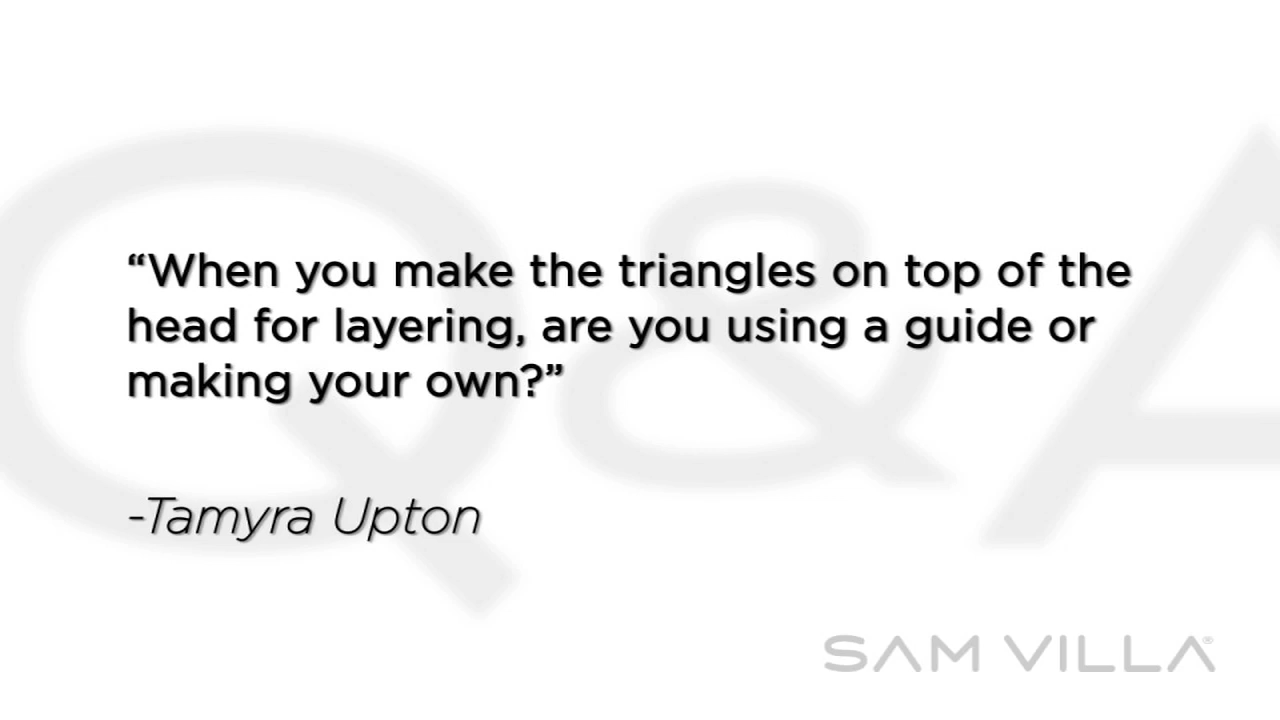 Q&A
“When you make the triangles on top of the
head for layering, are you using a guide or
making your own?”
-Tamyra Upton
SAM VILLA®